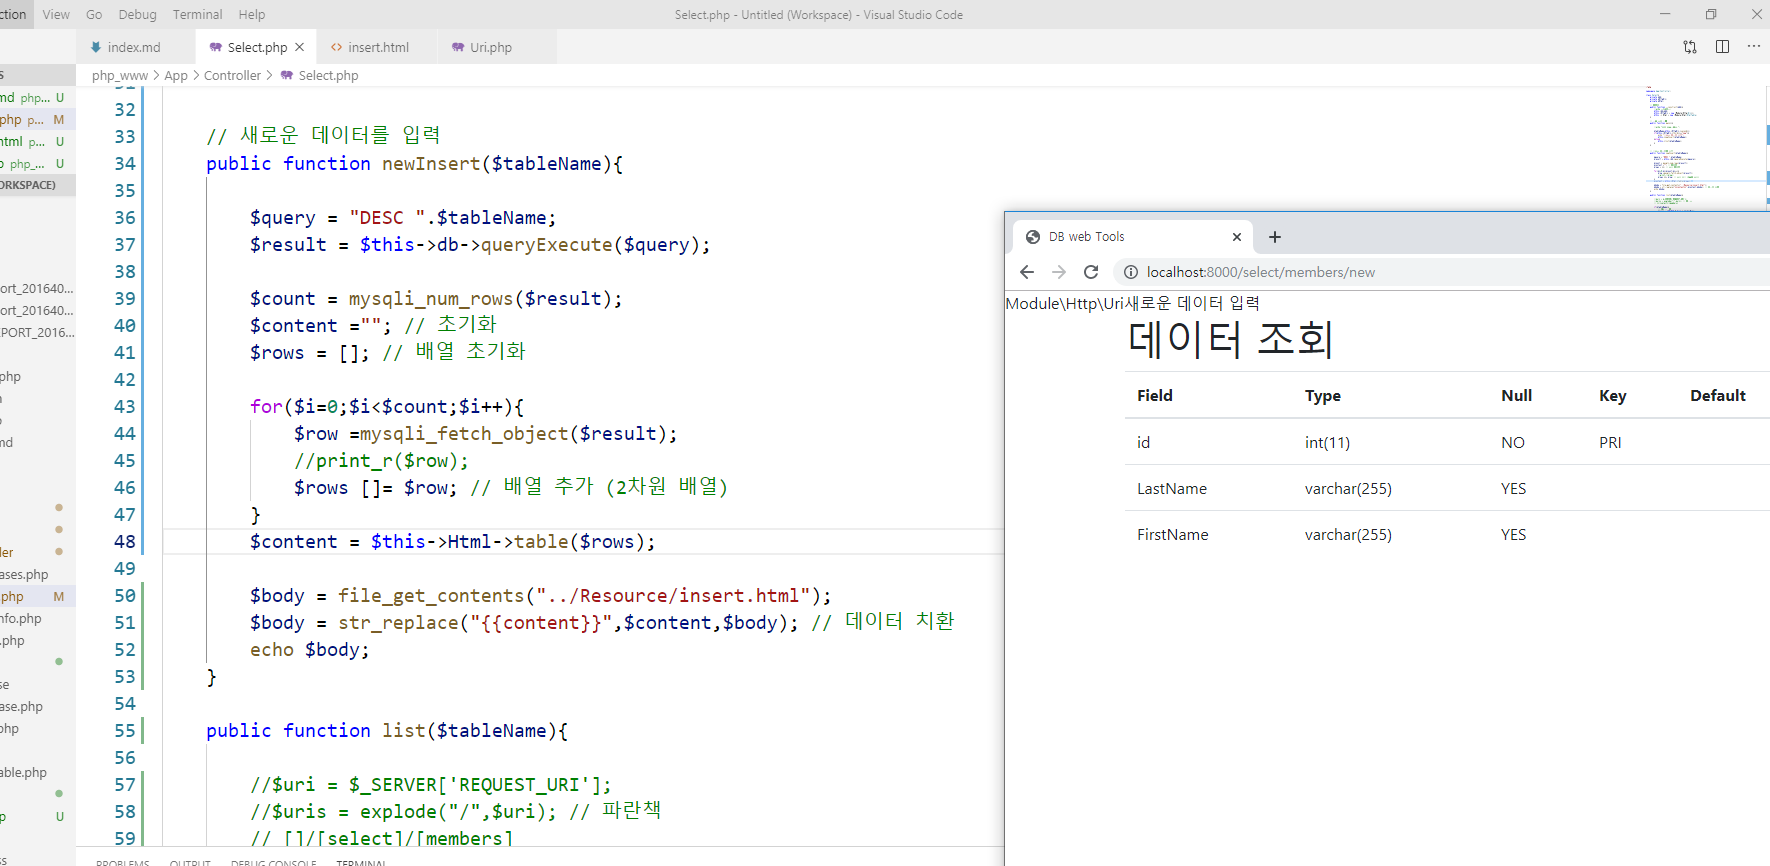 ction View Go Debug Terminal Help Select.php - Untitled (Workspace) - Visual Studio Code
index.md Select.php insert.html Uri.php
php_www > App > Controller > Select.php
S
md php... U
php p... M
html p... U
php_... U
ORKSPACE)
ort_201640...
ort_201640...
PORT_2016...
php
md
ler
ases.php
php M
nfo.php
.php
se
ase.php
php
able.php
U
ss
31
32
33 // 새로운 데이터를 입력
34 public function newInsert($tableName){
35
36 $query = "DESC ".$tableName;
37 $result = $this->db->queryExecute($query);
38
39 $count = mysqli_num_rows($result);
40 $content =""; // 초기화
41 $rows = []; // 배열 초기화
42
43 for($i=0;$i<$count;$i++){
44 $row =mysqli_fetch_object($result);
45 //print_r($row);
46 $rows []= $row; // 배열 추가 (2차원 배열)
47 }
48 $content = $this->Html->table($rows);
49
50 $body = file_get_contents("../Resource/insert.html");
51 $body = str_replace("{{content}}",$content,$body); // 데이터 치환
52 echo $body;
53 }
54
55 public function list($tableName){
56
57 //$uri = $_SERVER['REQUEST_URI'];
58 //$uris = explode("/",$uri); // 파란책
59 // []/[select]/[members]
PROBLEMS OUTPUT DEBUG CONSOLE TERMINAL
DB web Tools
localhost:8000/select/members/new
Module\Http\Uri새로운 데이터 입력
데이터 조회
Field Type Null Key Default
id int(11) NO PRI
LastName varchar(255) YES
FirstName varchar(255) YES